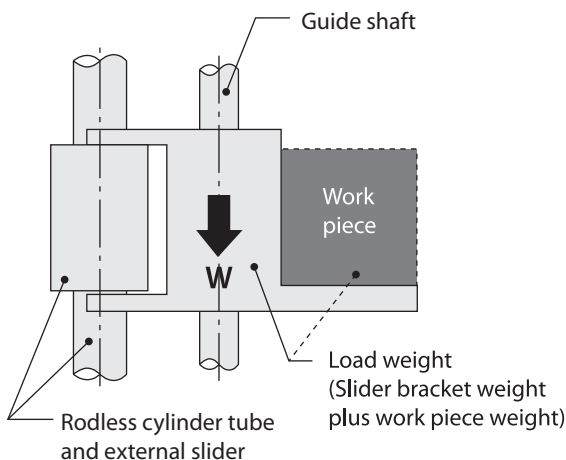 Guide shaft
Work
piece
W
Load weight
(Slider bracket weight
plus work piece weight)
Rodless cylinder tube
and external slider